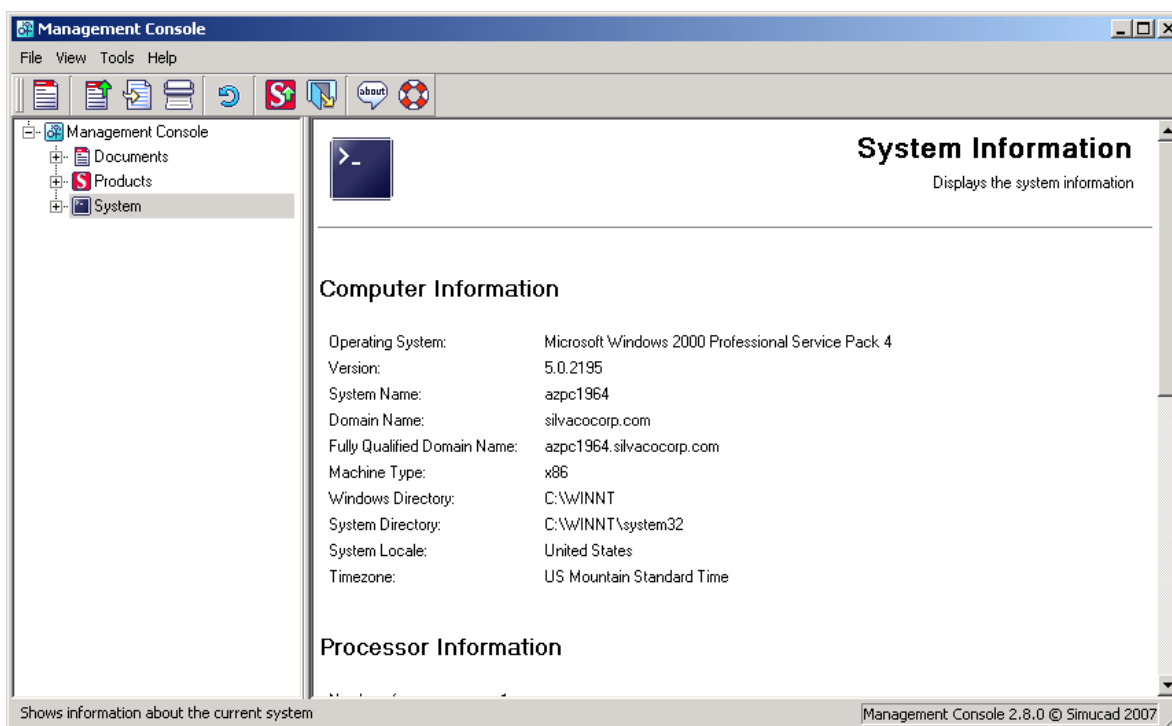 Management Console
File View Tools Help
about
Management Console
Documents
Products
System
System Information
Displays the system information
Computer Information
Operating System: Microsoft Windows 2000 Professional Service Pack 4
Version: 5.0.2195
System Name: azpc1964
Domain Name: silvacocorp.com
Fully Qualified Domain Name: azpc1964.silvacocorp.com
Machine Type: x86
Windows Directory: C:\WINNT
System Directory: C:\WINNT\system32
System Locale: United States
Timezone: US Mountain Standard Time
Processor Information
Shows information about the current system
Management Console 2.8.0 © Simucad 2007